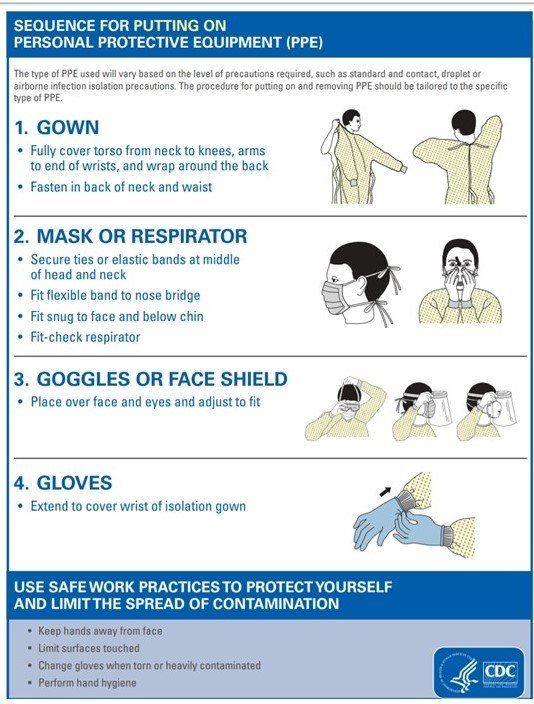 SEQUENCE FOR PUTTING ON
PERSONAL PROTECTIVE EQUIPMENT (PPE)
The type of PPE used will vary based on the level of precautions required, such as standard and contact, droplet or
airborne infection isolation precautions. The procedure for putting on and removing PPE should be tailored to the specific
type of PPE.
1. GOWN
• Fully cover torso from neck to knees, arms
to end of wrists, and wrap around the back
• Fasten in back of neck and waist
2. MASK OR RESPIRATOR
• Secure ties or elastic bands at middle
of head and neck
• Fit flexible band to nose bridge
• Fit snug to face and below chin
• Fit-check respirator
3. GOGGLES OR FACE SHIELD
• Place over face and eyes and adjust to fit
4. GLOVES
• Extend to cover wrist of isolation gown
USE SAFE WORK PRACTICES TO PROTECT YOURSELF
AND LIMIT THE SPREAD OF CONTAMINATION
• Keep hands away from face
• Limit surfaces touched
• Change gloves when torn or heavily contaminated
• Perform hand hygiene
CDC